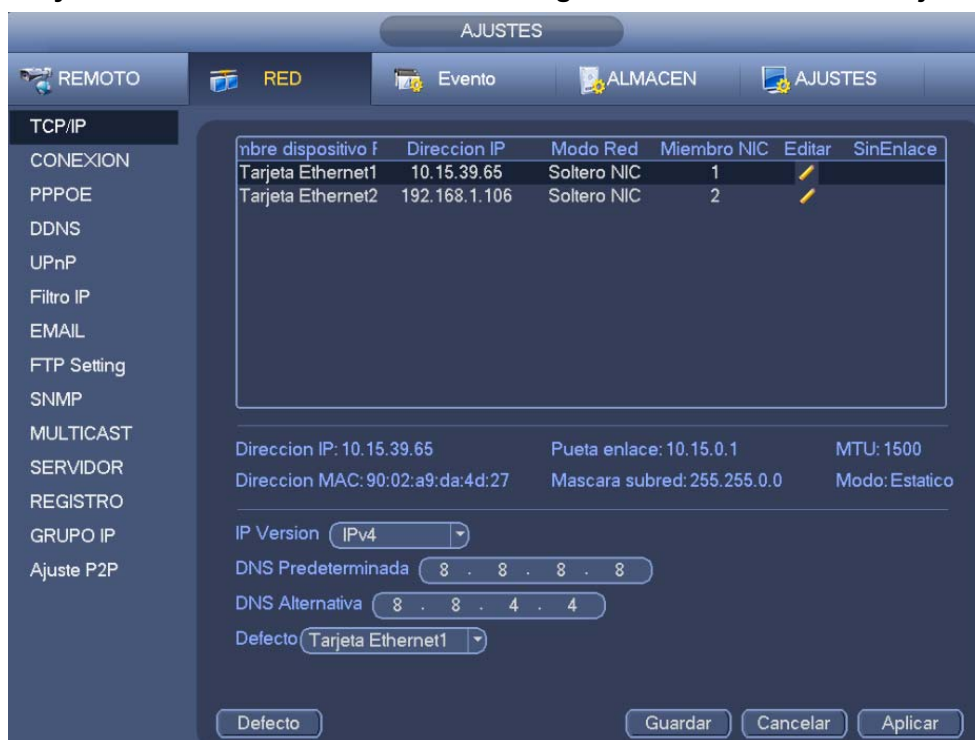 AJUSTES
REMOTO RED Evento ALMACEN AJUSTES
TCP/IP
CONEXION
PPPOE
DDNS
UPnP
Filtro IP
EMAIL
FTP Setting
SNMP
MULTICAST
SERVIDOR
REGISTRO
GRUPO IP
Ajuste P2P
mbre dispositivo F Direccion IP Modo Red Miembro NIC Editar SinEnlace
Tarjeta Ethernet1 10.15.39.65 Soltero NIC 1
Tarjeta Ethernet2 192.168.1.106 Soltero NIC 2
Direccion IP: 10.15.39.65 Pueta enlace: 10.15.0.1 MTU: 1500
Direccion MAC: 90:02:a9:da:4d:27 Mascara subred: 255.255.0.0 Modo: Estatico
IP Version IPv4
DNS Predeterminada 8 . 8 . 8 . 8
DNS Alternativa 8 . 8 . 4 . 4
Defecto Tarjeta Ethernet1
Defecto Guardar Cancelar Aplicar